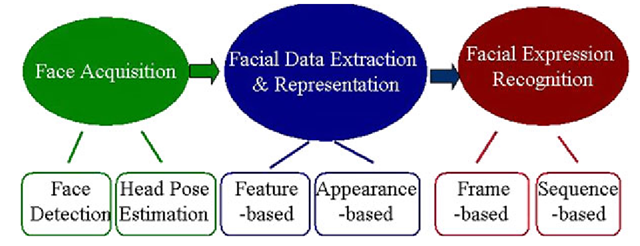 Face Acquisition
Facial Data Extraction
& Representation
Facial Expression
Recognition
Face
Detection
Head Pose
Estimation
Feature
-based
Appearance
-based
Frame
-based
Sequence
-based